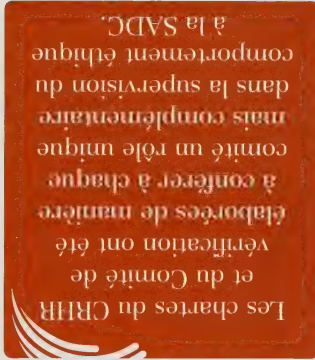 Les chartes du CRHR
et du Comité de
vérification ont été
élaborées de manière
à conférer à chaque
comité un rôle unique
mais complémentaire
dans la supervision du
comportement éthique
à la SADC.